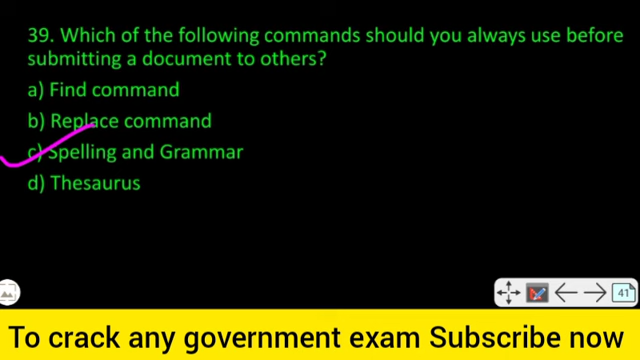 39. Which of the following commands should you always use before
submitting a document to others?
a) Find command
b) Replace command
c) Spelling and Grammar
d) Thesaurus
41
To crack any government exam Subscribe now